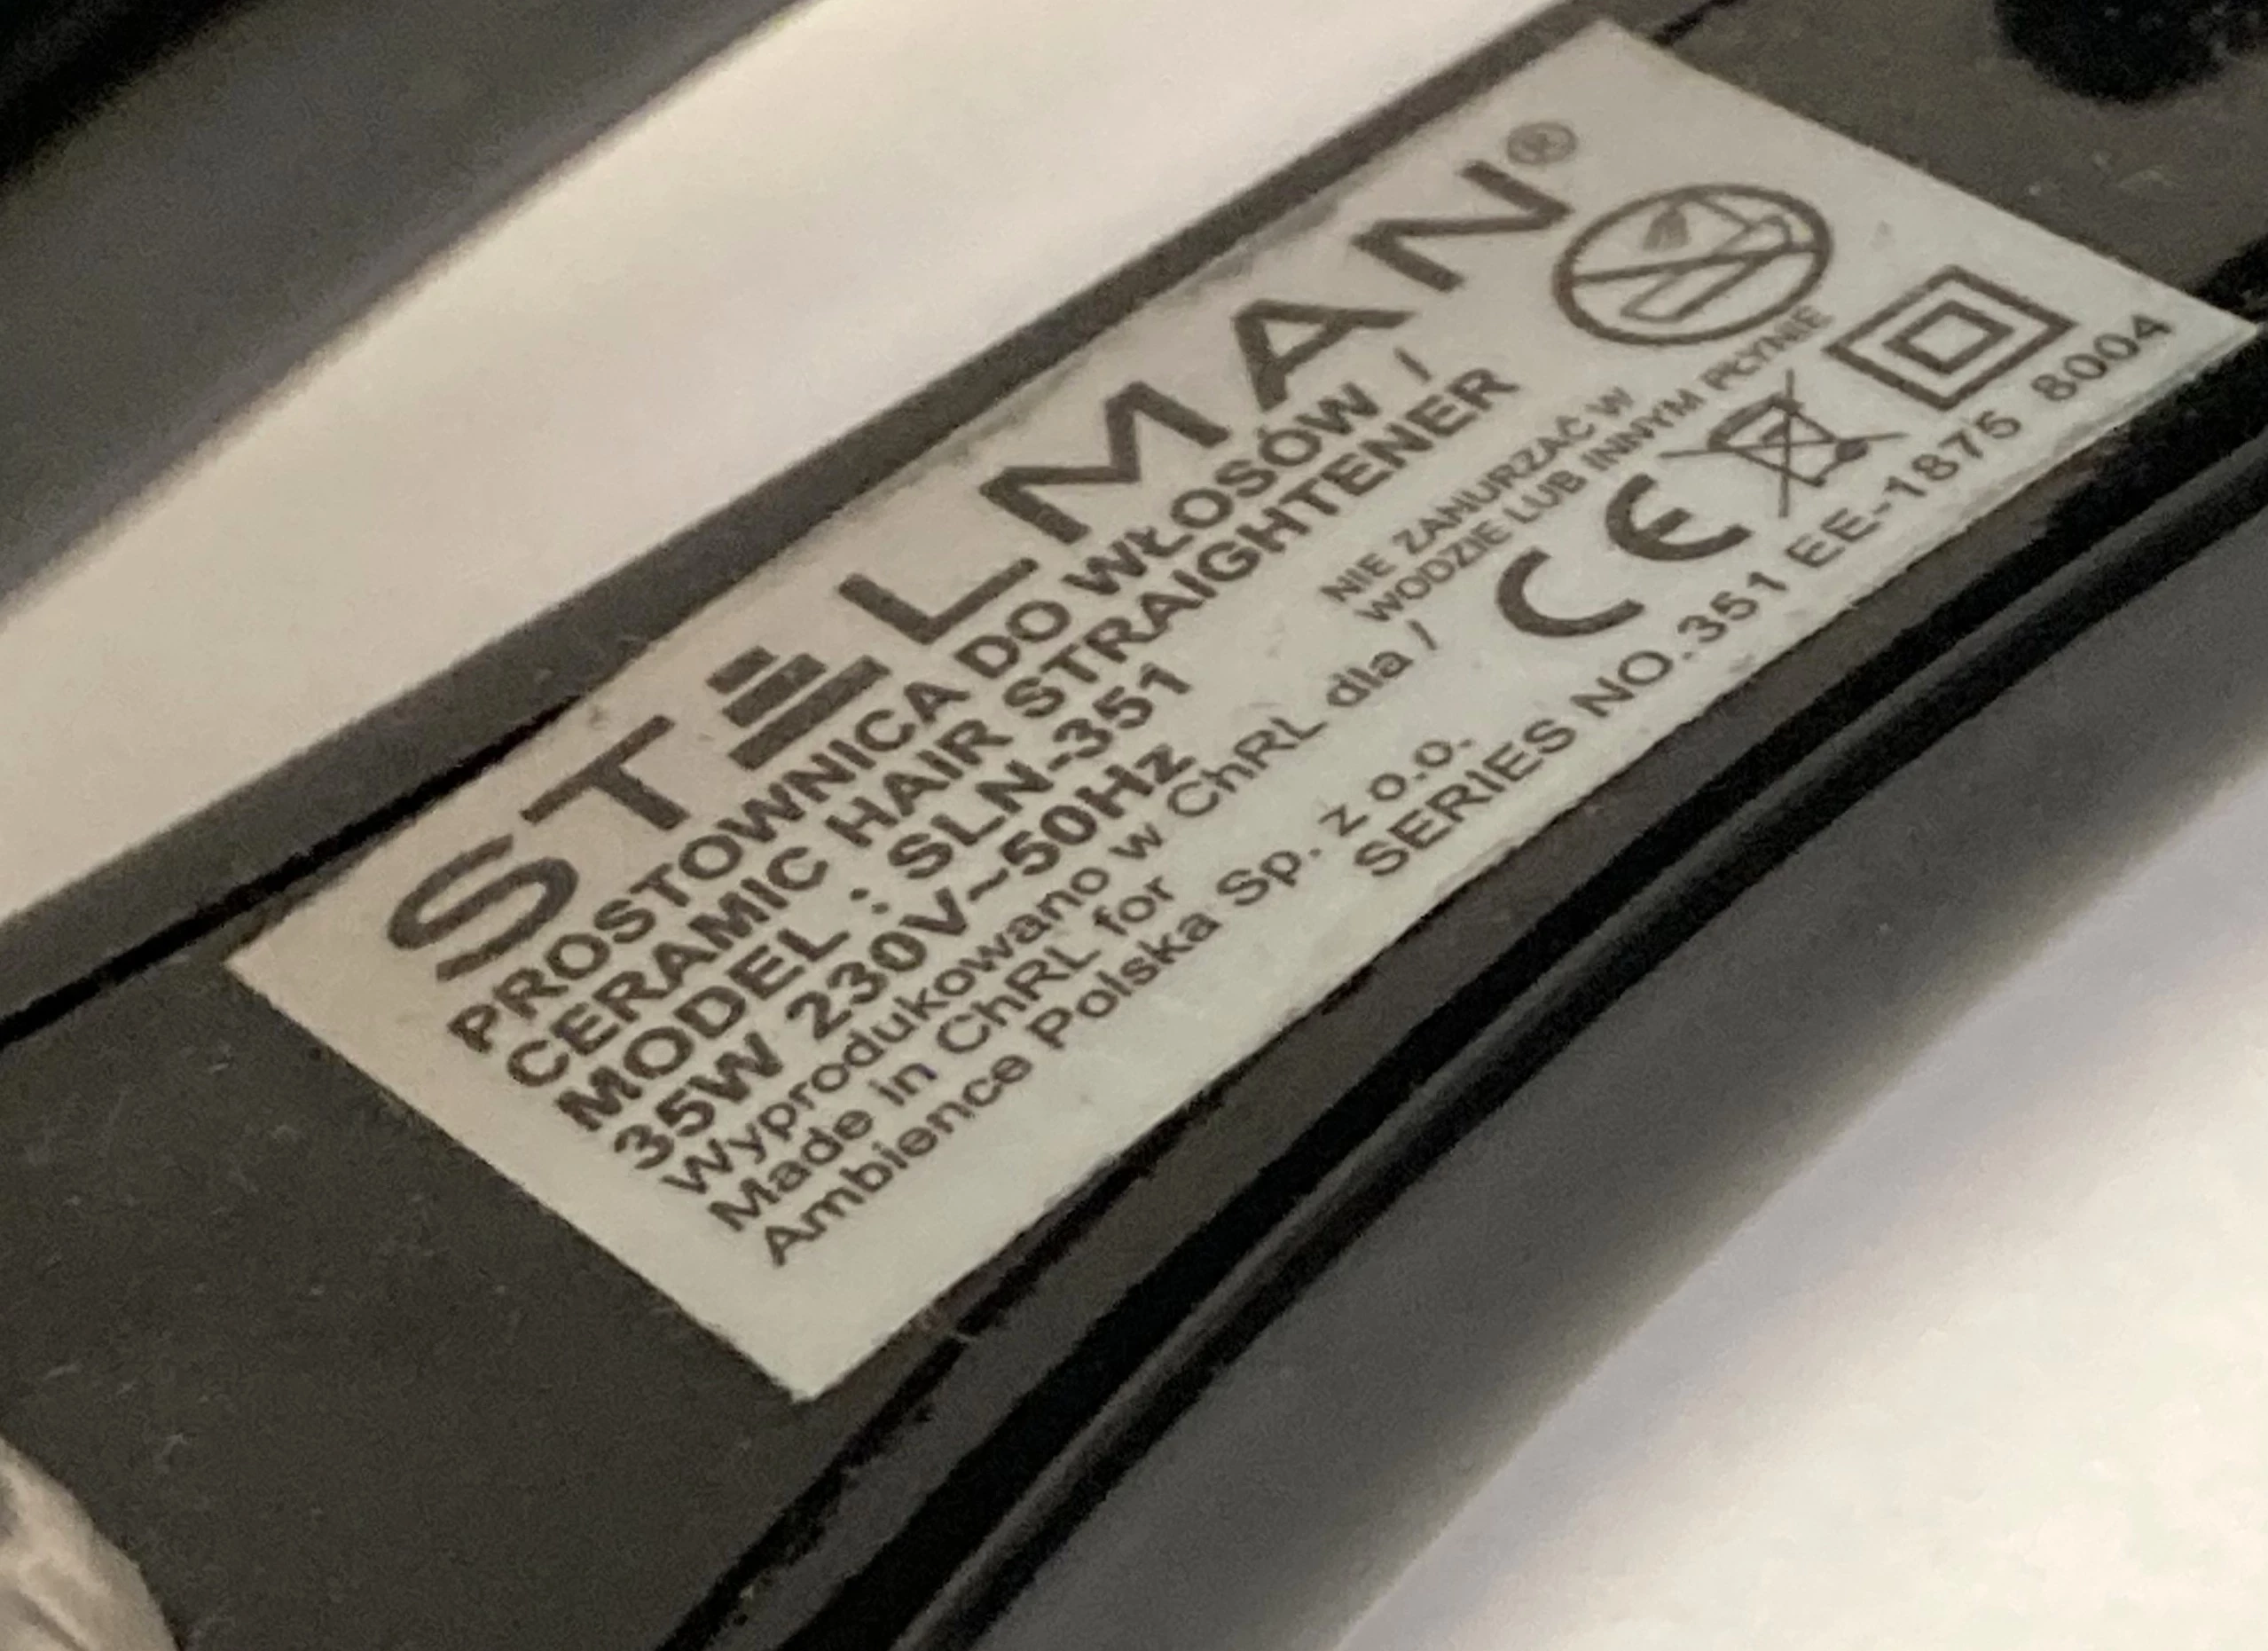 STELMAN®
PROSTOWNICA DO WŁOSÓW /
CERAMIC HAIR STRAIGHTENER
MODEL : SLN-351
35W 230V~50Hz
Wyprodukowano w ChRL dla /
Made in ChRL for
Ambience Polska Sp. z o.o.
NIE ZANURZAĆ W
WODZIE LUB INNYM PŁYNIE
CE
SERIES NO.351 EE-1875 8004